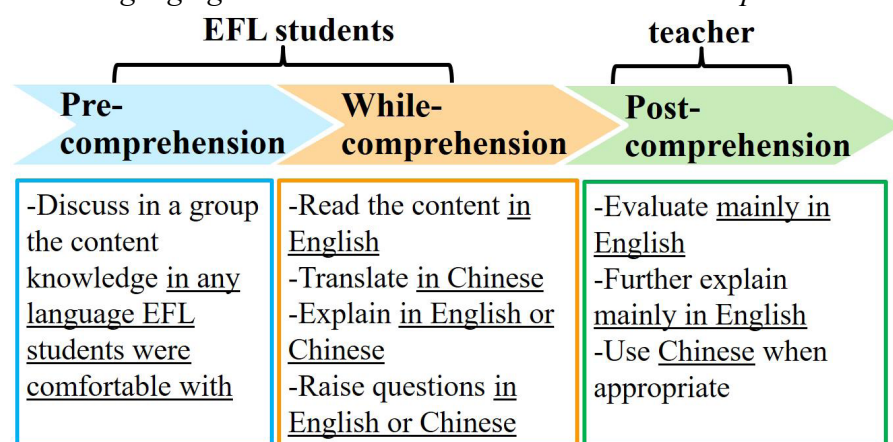 EFL students
teacher
Pre-
comprehension
While-
comprehension
Post-
comprehension
-Discuss in a group
the content
knowledge in any
language EFL
students were
comfortable with
-Read the content in
English
-Translate in Chinese
-Explain in English or
Chinese
-Raise questions in
English or Chinese
-Evaluate mainly in
English
-Further explain
mainly in English
-Use Chinese when
appropriate